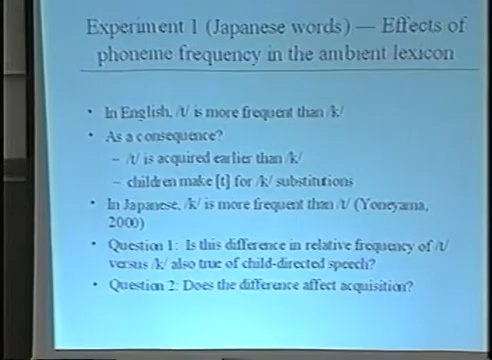 Experiment 1 (Japanese words) — Effects of
phoneme frequency in the ambient lexicon
• In English, /t/ is more frequent than /k/
• As a consequence?
– /t/ is acquired earlier than /k/
– children make [t] for /k/ substitutions
• In Japanese, /k/ is more frequent than /t/ (Yoneyama,
2000)
• Question 1: Is this difference in relative frequency of /t/
versus /k/ also true of child-directed speech?
• Question 2: Does the difference affect acquisition?